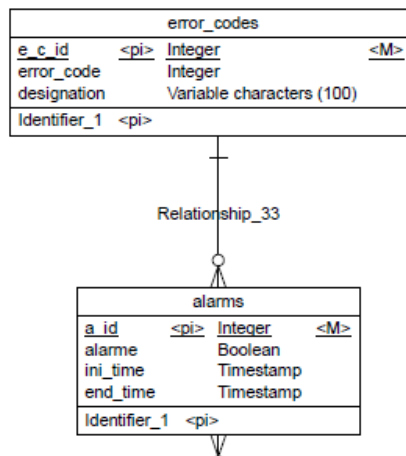 error_codes
e_c_id <pi> Integer <M>
error_code Integer
designation Variable characters (100)
Identifier_1 <pi>
Relationship_33
alarms
a_id <pi> Integer <M>
alarme Boolean
ini_time Timestamp
end_time Timestamp
Identifier_1 <pi>